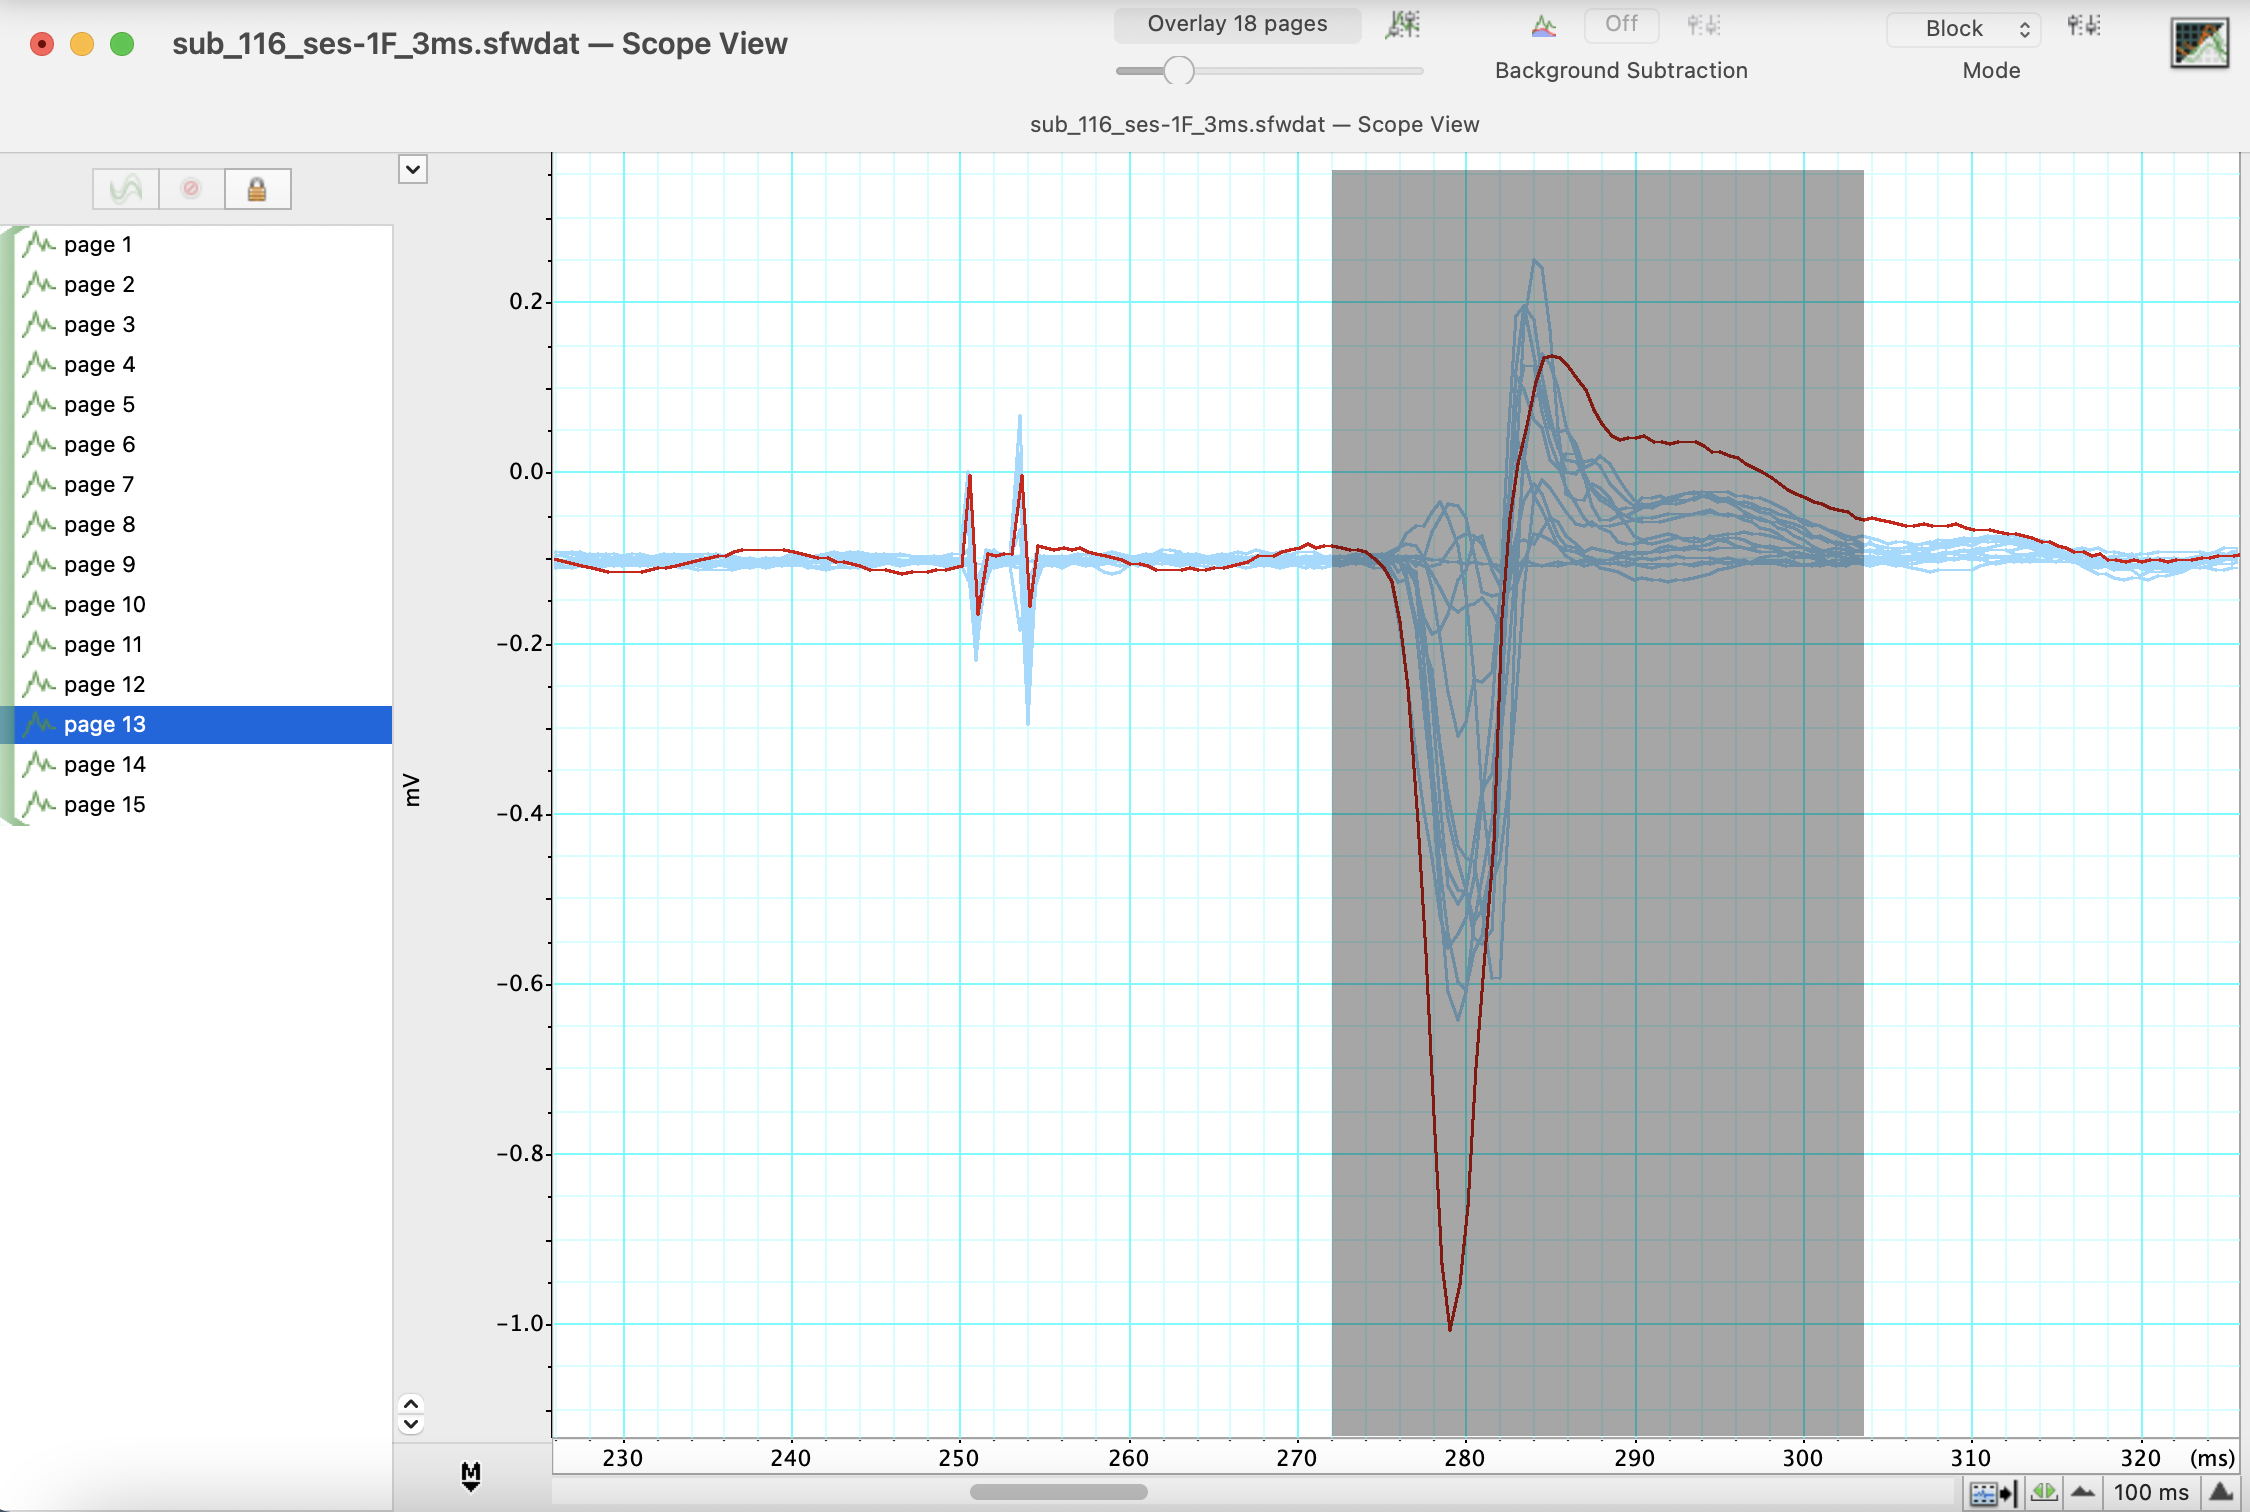 sub_116_ses-1F_3ms.sfwdat — Scope View
Overlay 18 pages
Off
Background Subtraction
Block
Mode
sub_116_ses-1F_3ms.sfwdat — Scope View
page 1
page 2
page 3
page 4
page 5
page 6
page 7
page 8
page 9
page 10
page 11
page 12
page 13
page 14
page 15
mV
0.2
0.0
−0.2
−0.4
−0.6
−0.8
−1.0
230 240 250 260 270 280 290 300 310 320 (ms)
M
100 ms